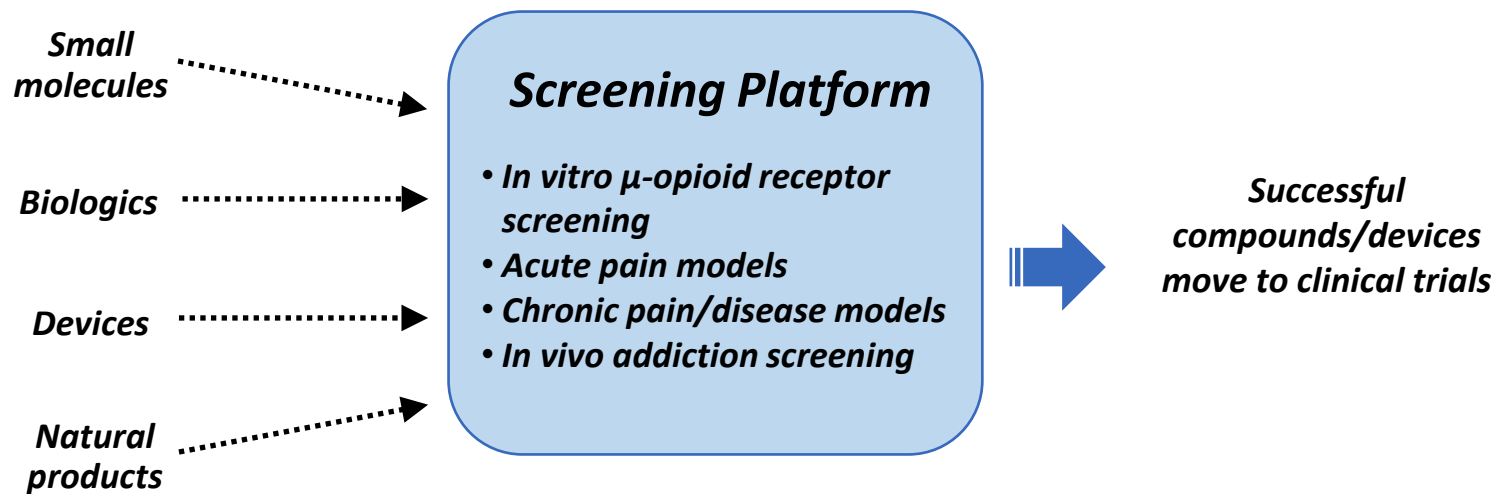 Small
molecules
Biologics
Devices
Natural
products
Screening Platform
• In vitro μ-opioid receptor
screening
• Acute pain models
• Chronic pain/disease models
• In vivo addiction screening
Successful
compounds/devices
move to clinical trials